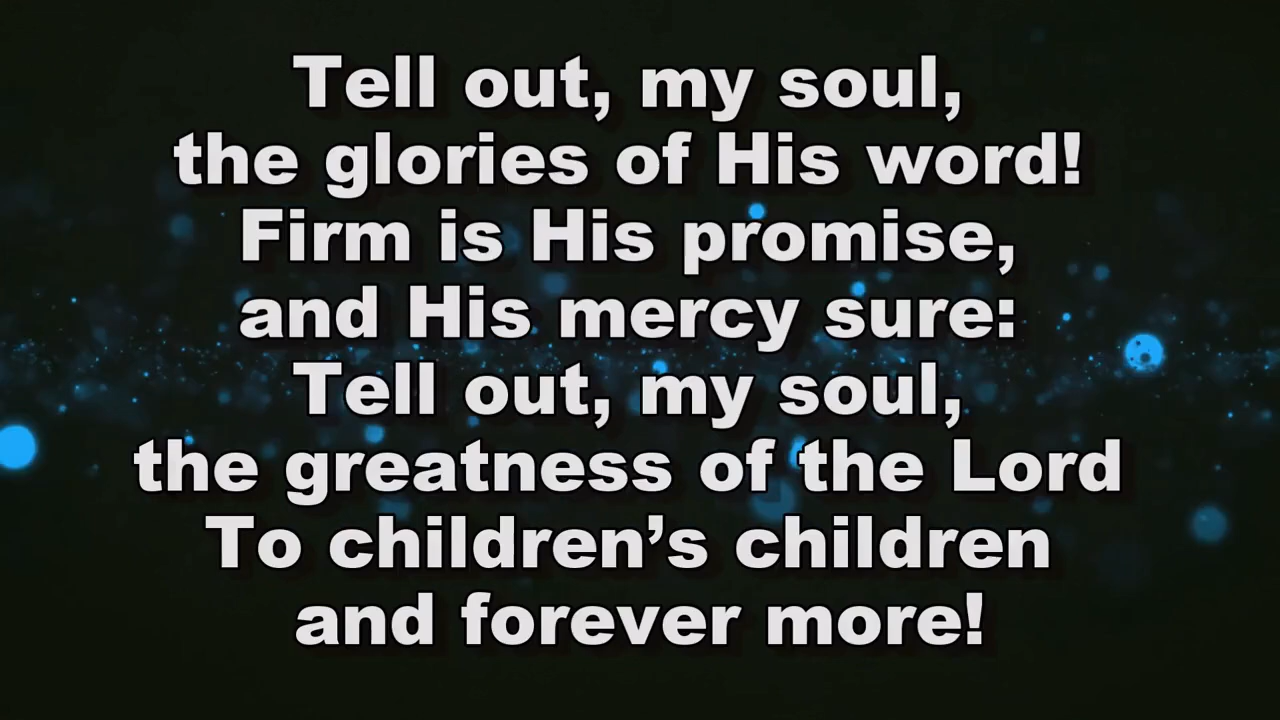 Tell out, my soul,
the glories of His word!
Firm is His promise,
and His mercy sure:
Tell out, my soul,
the greatness of the Lord
To children’s children
and forever more!